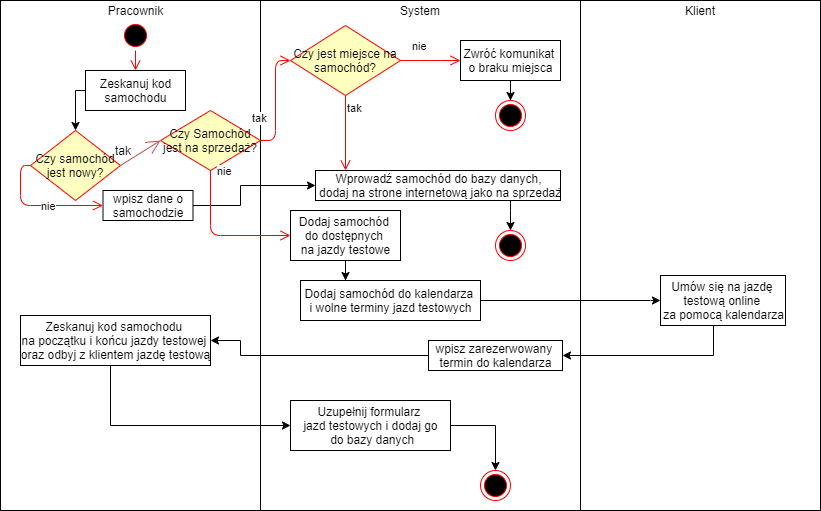 Pracownik
System
Klient
Zeskanuj kod
samochodu
Czy jest miejsce na
samochód?
nie
Zwróć komunikat
o braku miejsca
tak
tak
Czy samochód
jest nowy?
tak
Czy Samochód
jest na sprzedaż?
nie
nie
wpisz dane o
samochodzie
Wprowadź samochód do bazy danych,
dodaj na strone internetową jako na sprzedaż
Dodaj samochód
do dostępnych
na jazdy testowe
Dodaj samochód do kalendarza
i wolne terminy jazd testowych
Umów się na jazdę
testową online
za pomocą kalendarza
Zeskanuj kod samochodu
na początku i końcu jazdy testowej
oraz odbyj z klientem jazdę testową
wpisz zarezerwowany
termin do kalendarza
Uzupełnij formularz
jazd testowych i dodaj go
do bazy danych